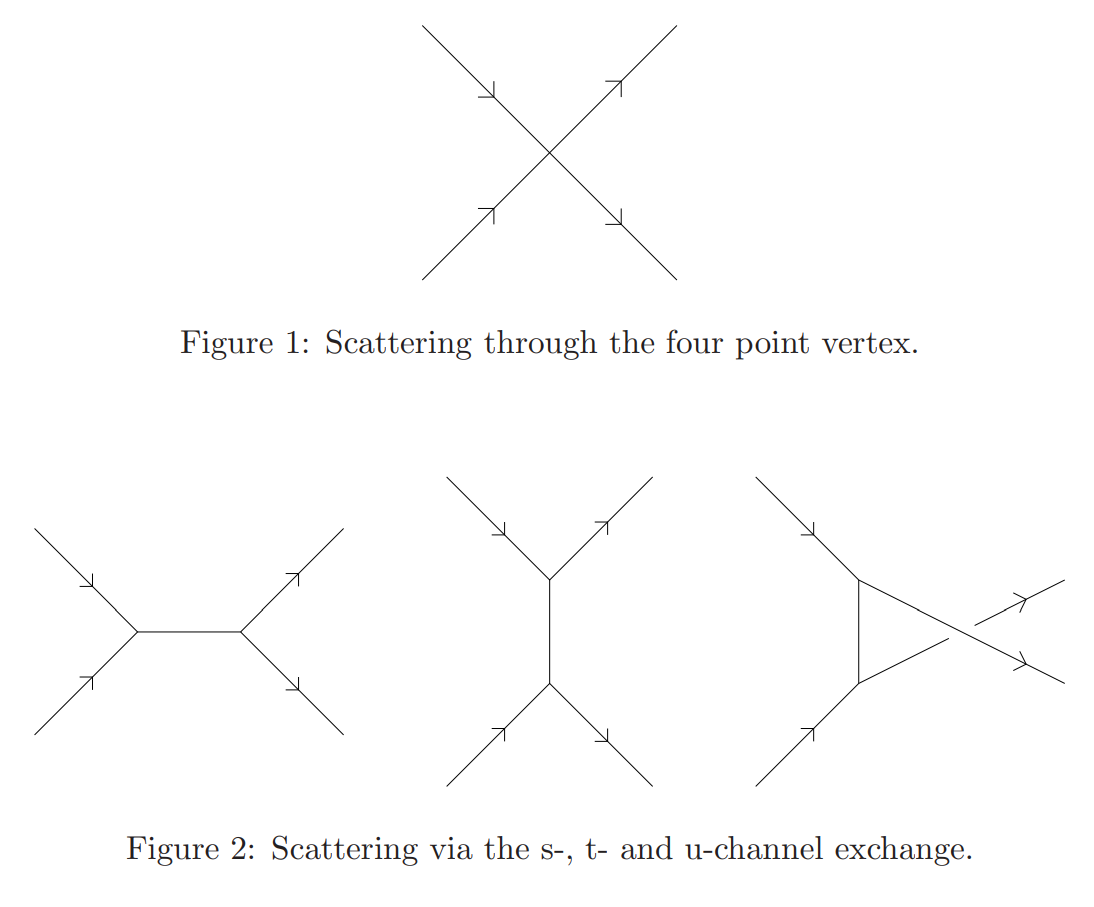 Figure 1: Scattering through the four point vertex.
Figure 2: Scattering via the s-, t- and u-channel exchange.